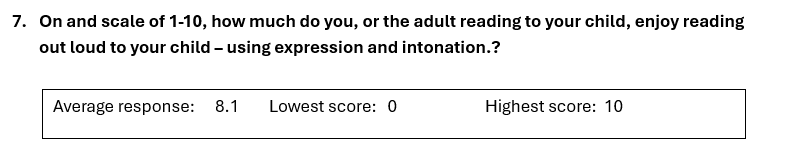 7. On and scale of 1-10, how much do you, or the adult reading to your child, enjoy reading
out loud to your child – using expression and intonation.?
Average response: 8.1 Lowest score: 0 Highest score: 10